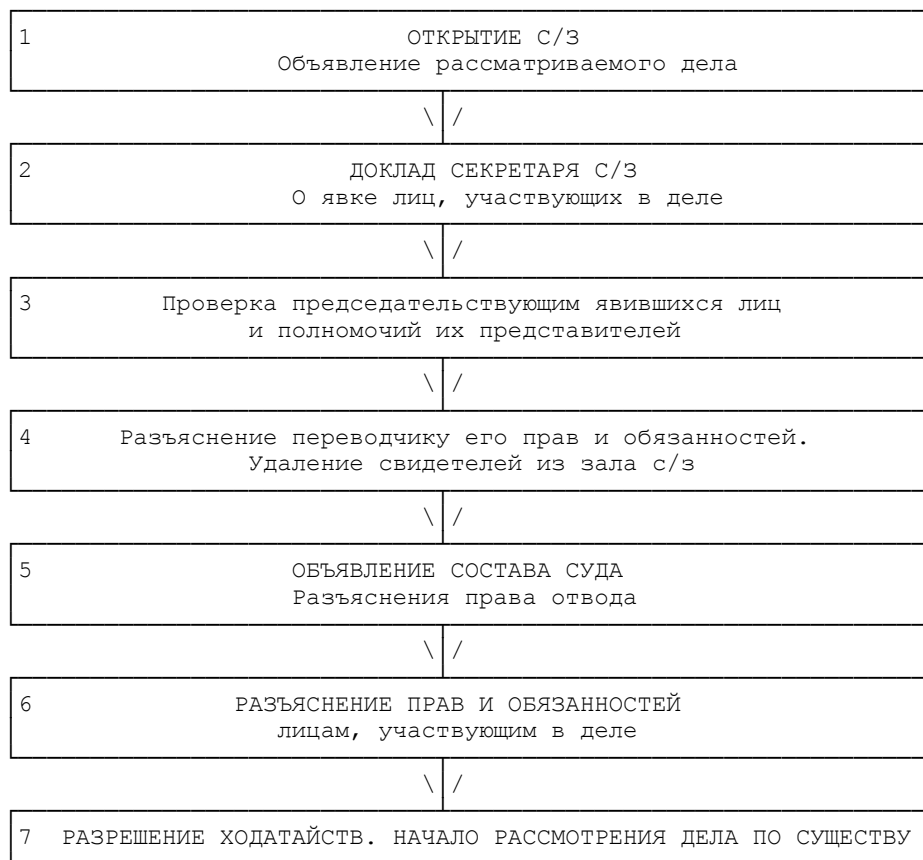 1 ОТКРЫТИЕ С/З
Объявление рассматриваемого дела
2 ДОКЛАД СЕКРЕТАРЯ С/З
О явке лиц, участвующих в деле
3 Проверка председательствующим явившихся лиц
и полномочий их представителей
4 Разъяснение переводчику его прав и обязанностей.
Удаление свидетелей из зала с/з
5 ОБЪЯВЛЕНИЕ СОСТАВА СУДА
Разъяснения права отвода
6 РАЗЪЯСНЕНИЕ ПРАВ И ОБЯЗАННОСТЕЙ
лицам, участвующим в деле
7 РАЗРЕШЕНИЕ ХОДАТАЙСТВ. НАЧАЛО РАССМОТРЕНИЯ ДЕЛА ПО СУЩЕСТВУ